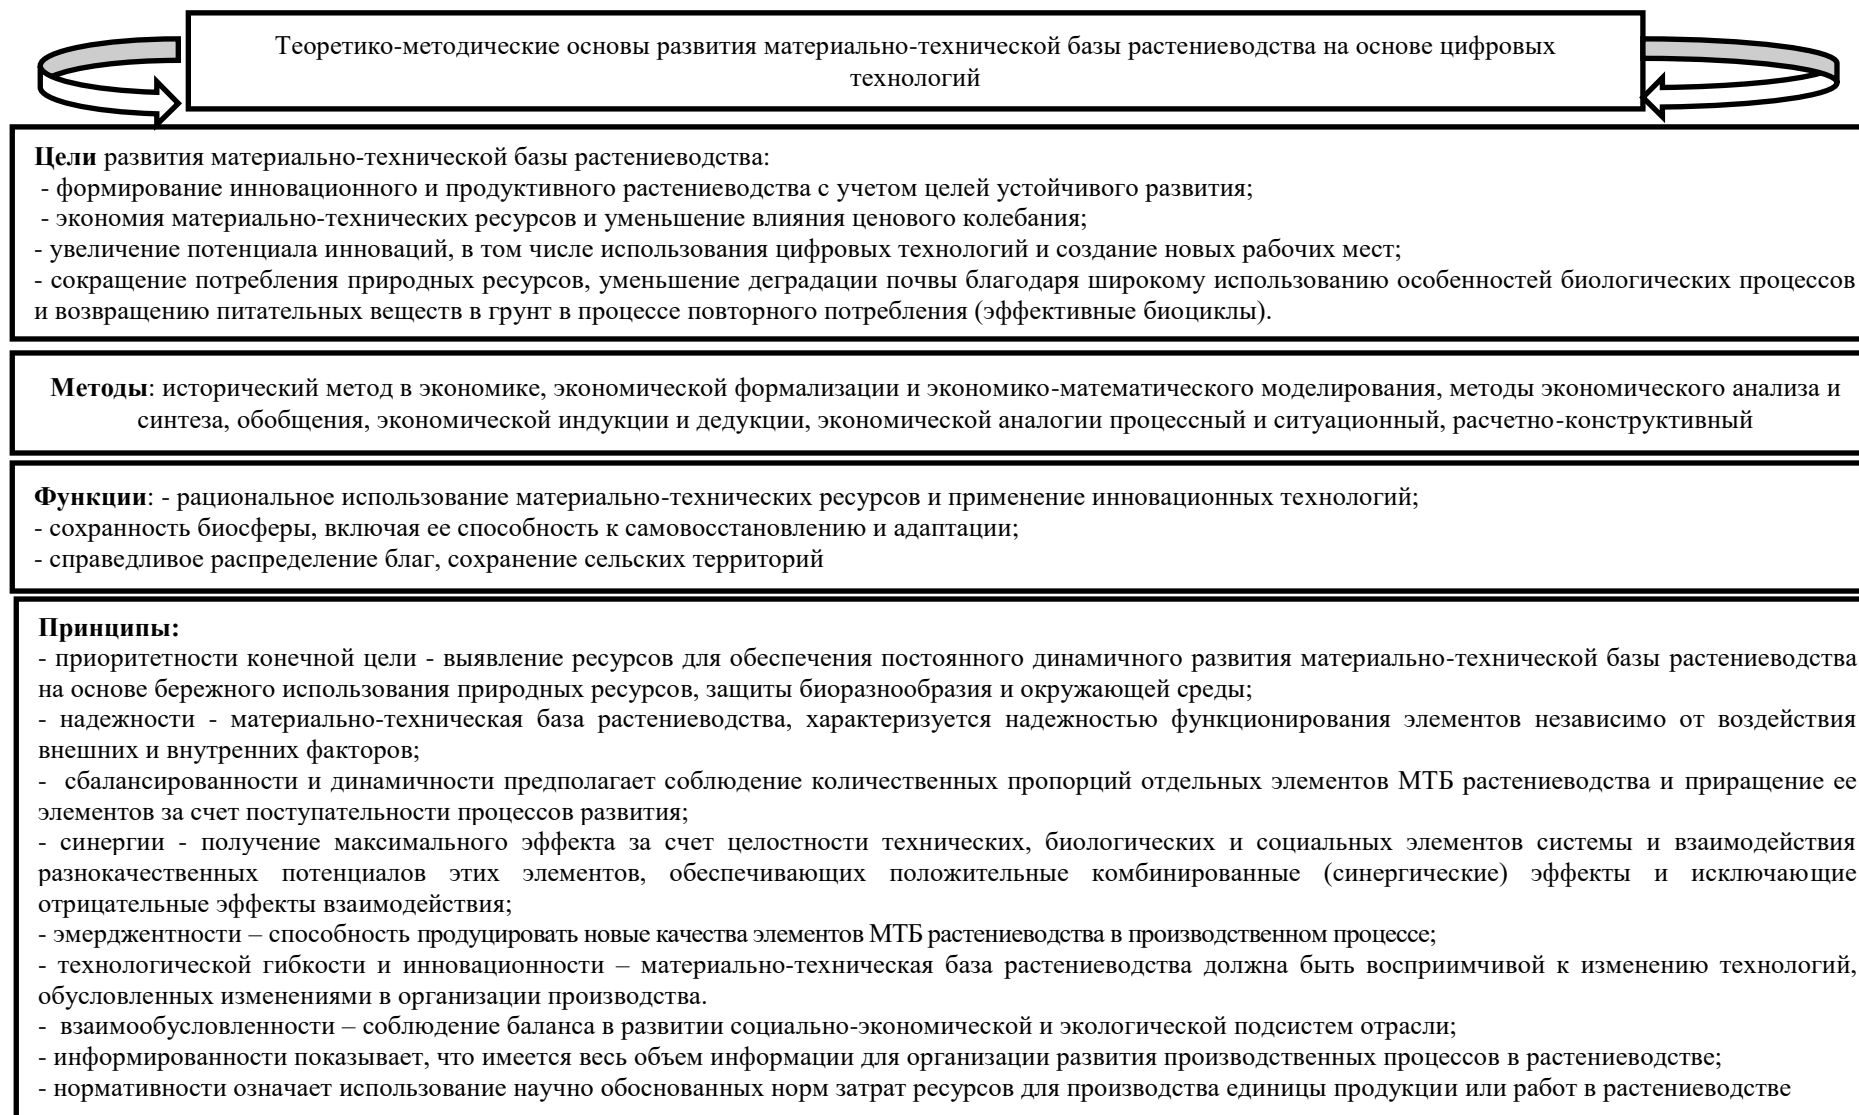 Теоретико-методические основы развития материально-технической базы растениеводства на основе цифровых
технологий
Цели развития материально-технической базы растениеводства:
- формирование инновационного и продуктивного растениеводства с учетом целей устойчивого развития;
- экономия материально-технических ресурсов и уменьшение влияния ценового колебания;
- увеличение потенциала инноваций, в том числе использования цифровых технологий и создание новых рабочих мест;
- сокращение потребления природных ресурсов, уменьшение деградации почвы благодаря широкому использованию особенностей биологических процессов
и возвращению питательных веществ в грунт в процессе повторного потребления (эффективные биоциклы).
Методы: исторический метод в экономике, экономической формализации и экономико-математического моделирования, методы экономического анализа и
синтеза, обобщения, экономической индукции и дедукции, экономической аналогии процессный и ситуационный, расчетно-конструктивный
Функции: - рациональное использование материально-технических ресурсов и применение инновационных технологий;
- сохранность биосферы, включая ее способность к самовосстановлению и адаптации;
- справедливое распределение благ, сохранение сельских территорий
Принципы:
- приоритетности конечной цели - выявление ресурсов для обеспечения постоянного динамичного развития материально-технической базы растениеводства
на основе бережного использования природных ресурсов, защиты биоразнообразия и окружающей среды;
- надежности - материально-техническая база растениеводства, характеризуется надежностью функционирования элементов независимо от воздействия
внешних и внутренних факторов;
- сбалансированности и динамичности предполагает соблюдение количественных пропорций отдельных элементов МТБ растениеводства и приращение ее
элементов за счет поступательности процессов развития;
- синергии - получение максимального эффекта за счет целостности технических, биологических и социальных элементов системы и взаимодействия
разнокачественных потенциалов этих элементов, обеспечивающих положительные комбинированные (синергические) эффекты и исключающие
отрицательные эффекты взаимодействия;
- эмерджентности – способность продуцировать новые качества элементов МТБ растениеводства в производственном процессе;
- технологической гибкости и инновационности – материально-техническая база растениеводства должна быть восприимчивой к изменению технологий,
обусловленных изменениями в организации производства.
- взаимообусловленности – соблюдение баланса в развитии социально-экономической и экологической подсистем отрасли;
- информированности показывает, что имеется весь объем информации для организации развития производственных процессов в растениеводстве;
- нормативности означает использование научно обоснованных норм затрат ресурсов для производства единицы продукции или работ в растениеводстве